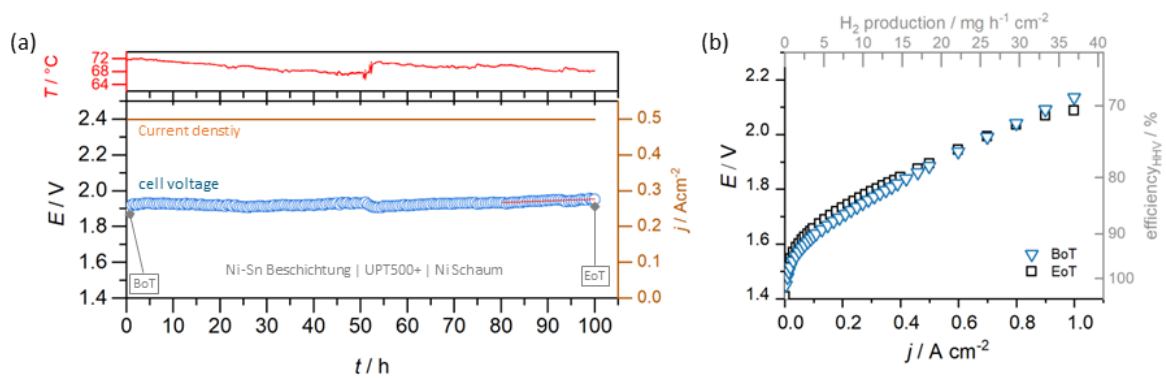 (a)
T / °C
72
68
64
E / V
2.4
2.2
2.0
1.8
1.6
1.4
Current denstiy
cell voltage
BoT
Ni-Sn Beschichtung | UPT500+ | Ni Schaum
EoT
0.5
0.4
0.3
0.2
0.1
0.0
j / Acm-2
0 10 20 30 40 50 60 70 80 90 100
t / h
(b)
H2 production / mg h-1 cm-2
0 5 10 15 20 25 30 35 40
E / V
2.2
2.0
1.8
1.6
1.4
70
80
90
100
efficiencyHHV / %
BoT
EoT
0.0 0.2 0.4 0.6 0.8 1.0
j / A cm-2